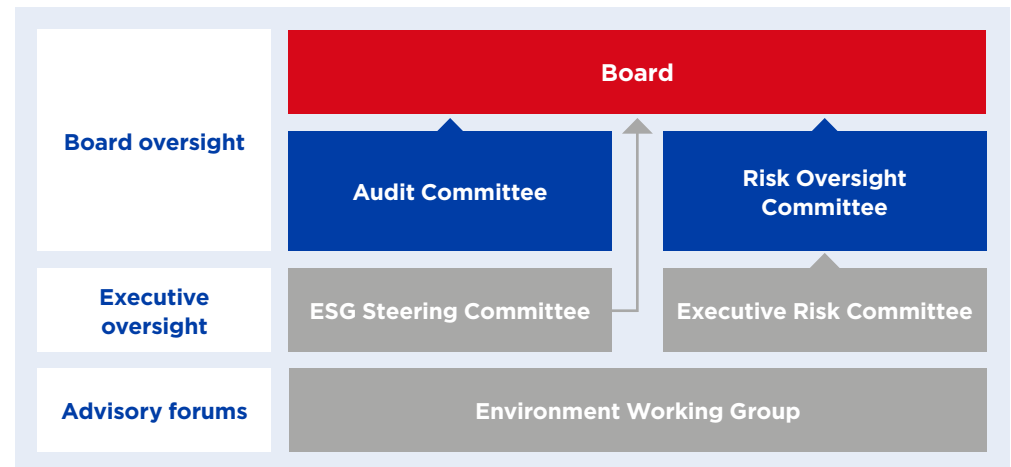 Board oversight
Board
Audit Committee
Risk Oversight
Committee
Executive
oversight
ESG Steering Committee
Executive Risk Committee
Advisory forums
Environment Working Group